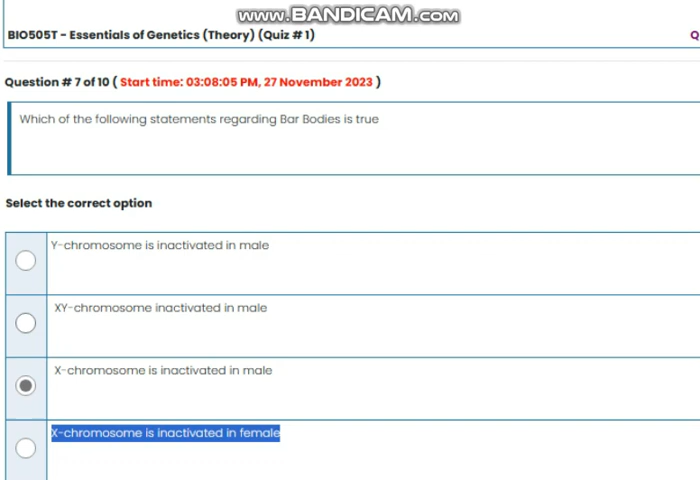 www.BANDICAM.com
BIO505T - Essentials of Genetics (Theory) (Quiz # 1)
Q
Question # 7 of 10 ( Start time: 03:08:05 PM, 27 November 2023 )
Which of the following statements regarding Bar Bodies is true
Select the correct option
Y-chromosome is inactivated in male
XY-chromosome inactivated in male
X-chromosome is inactivated in male
X-chromosome is inactivated in female